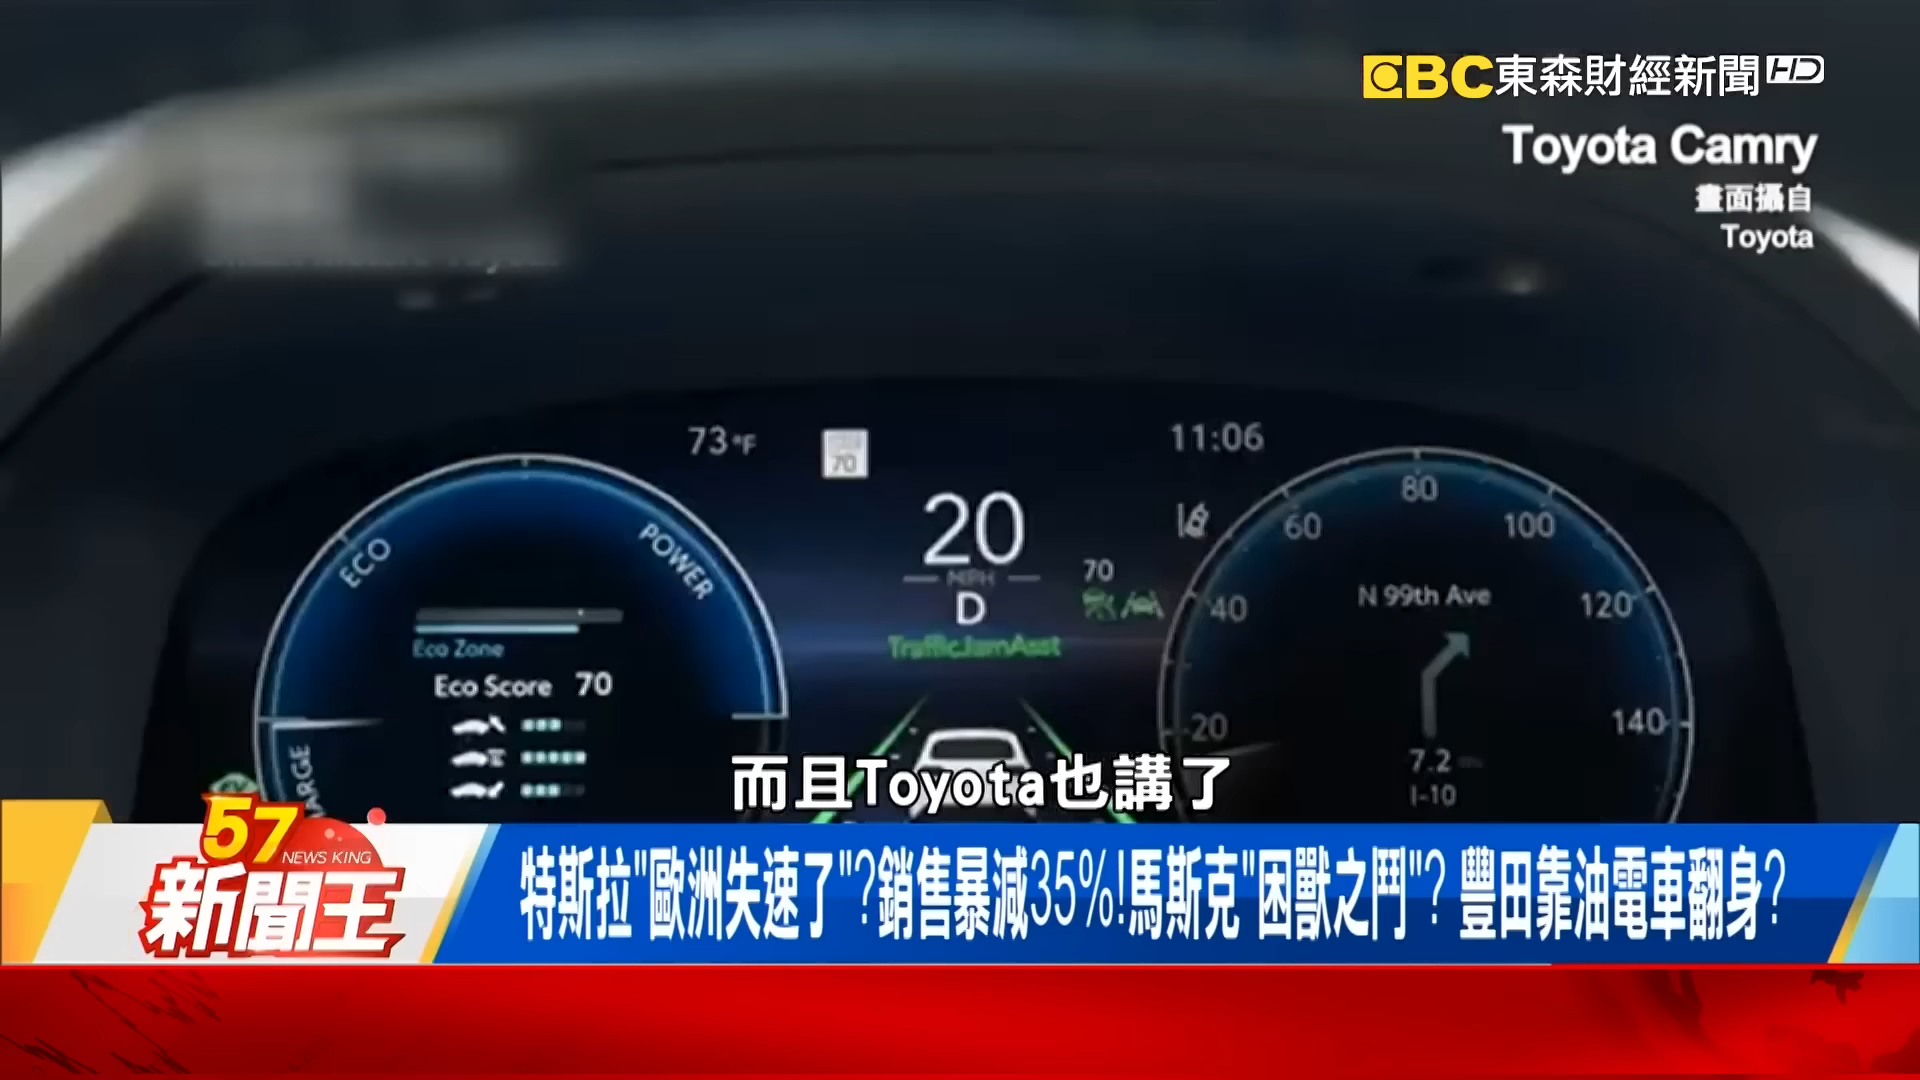 EBC東森財經新聞HD
Toyota Camry
畫面攝自
Toyota
73°F
70
11:06
20
MPH
D
70
TrafficJamAsst
ECO
POWER
Eco Zone
Eco Score 70
20
40
60
80
100
120
140
N 99th Ave
7.2
I-10
而且Toyota也講了
57
NEWS KING
新聞王
特斯拉"歐洲失速了"?銷售暴減35%!馬斯克"困獸之鬥"? 豐田靠油電車翻身?